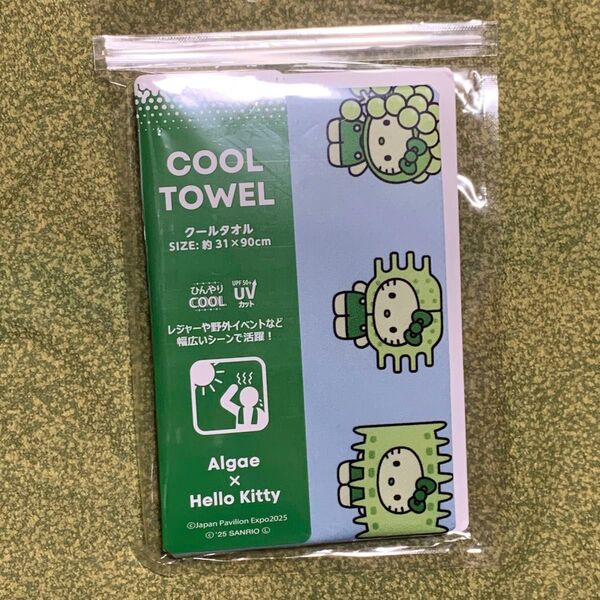 COOL
TOWEL
クールタオル
SIZE: 約 31×90cm
ひんやり
COOL
UPF 50+
UV
カット
レジャーや野外イベントなど
幅広いシーンで活躍！
Algae
×
Hello Kitty
©Japan Pavilion Expo2025
© '25 SANRIO Ⓛ